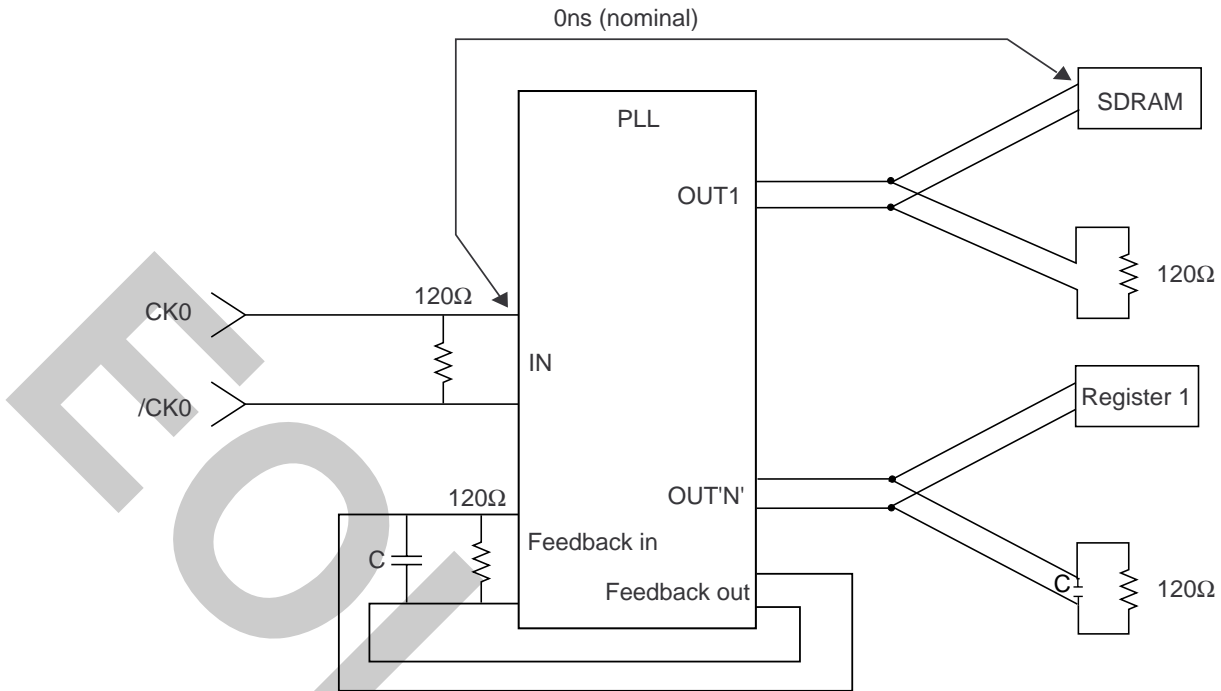 0ns (nominal)
PLL
SDRAM
OUT1
120Ω
CK0
120Ω
IN
/CK0
Register 1
120Ω
OUT'N'
Feedback in
C
Feedback out
C
120Ω
EO